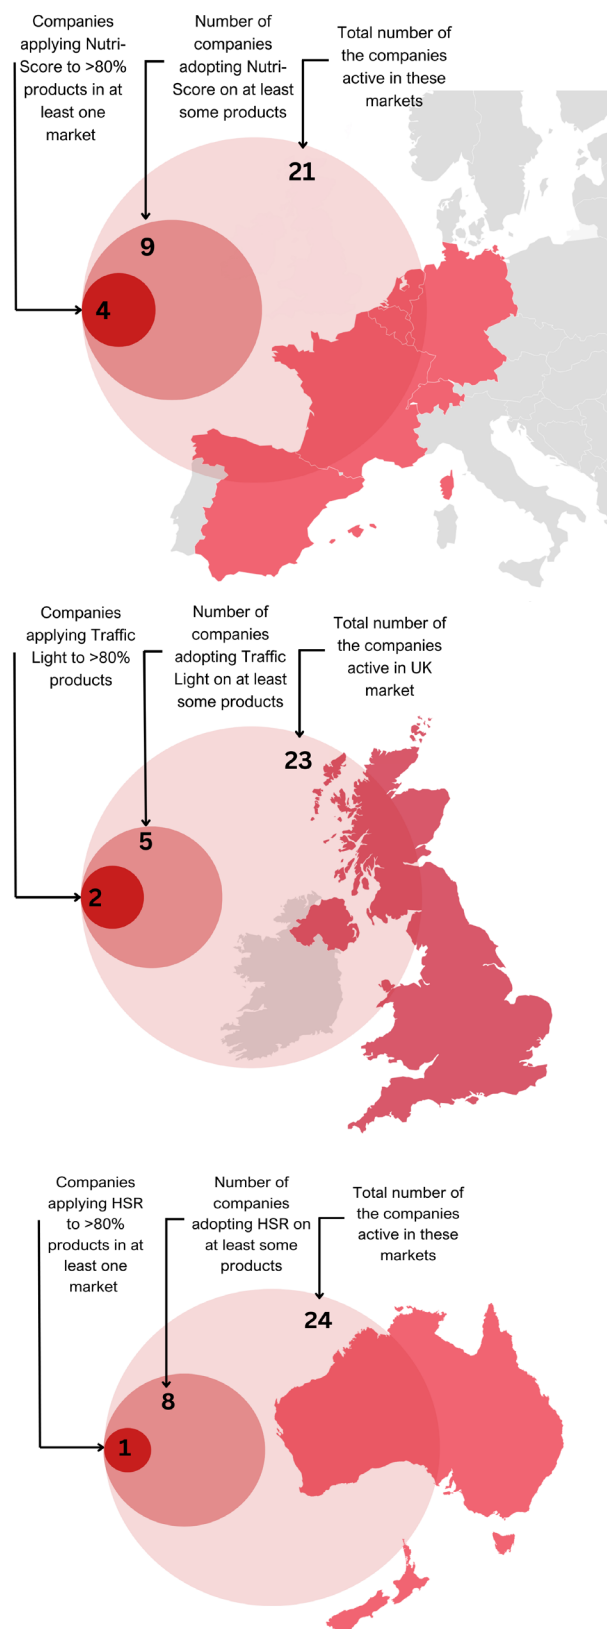 Companies
applying Nutri-
Score to >80%
products in at
least one
market
Number of
companies
adopting Nutri-
Score on at least
some products
Total number of
the companies
active in these
markets
21
9
4
Companies
applying Traffic
Light to >80%
products
Number of
companies
adopting Traffic
Light on at least
some products
Total number of
the companies
active in UK
market
23
5
2
Companies
applying HSR
to >80%
products in at
least one
market
Number of
companies
adopting HSR on
at least some
products
Total number of
the companies
active in these
markets
24
8
1